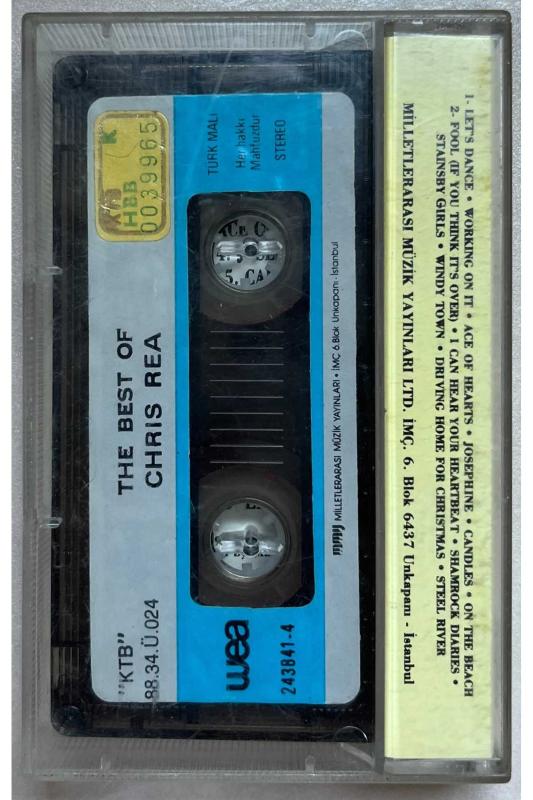 K
KTB
HBB
0039965
TÜRK MALI
Her hakkı
Mahfuzdur
STEREO
THE BEST OF
CHRIS REA
"KTB"
88.34.Ü.024
wea
243841-4
MMY MİLLETLERARASI MÜZİK YAYINLARI • İMÇ 6.Blok Unkapanı - İstanbul
1- LET'S DANCE • WORKING ON IT • ACE OF HEARTS • JOSEPHINE • CANDLES • ON THE BEACH
2- FOOL (IF YOU THINK IT'S OVER) • I CAN HEAR YOUR HEARTBEAT • SHAMROCK DIARIES •
STAINSBY GIRLS • WINDY TOWN • DRIVING HOME FOR CHRISTMAS • STEEL RIVER
MİLLETLERARASI MÜZİK YAYINLARI LTD. İMÇ. 6. Blok 6437 Unkapanı - İstanbul